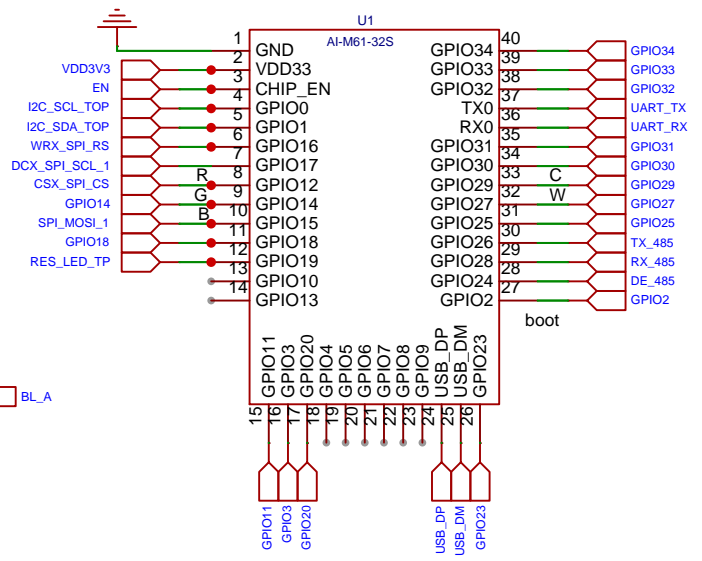 U1
AI-M61-32S
1 GND
2 VDD33
3 CHIP_EN
4 GPIO0
5 GPIO1
6 GPIO16
7 GPIO17
8 GPIO12
9 GPIO14
10 GPIO15
11 GPIO18
12 GPIO19
13 GPIO10
14 GPIO13
VDD3V3
EN
I2C_SCL_TOP
I2C_SDA_TOP
WRX_SPI_RS
DCX_SPI_SCL_1
CSX_SPI_CS R
GPIO14 G
SPI_MOSI_1 B
GPIO18
RES_LED_TP
GPIO34 40 GPIO34
GPIO33 39 GPIO33
GPIO32 38 GPIO32
TX0 37 UART_TX
RX0 36 UART_RX
GPIO31 35 GPIO31
GPIO30 34 GPIO30
GPIO29 33 C GPIO29
GPIO27 32 W GPIO27
GPIO25 31 GPIO25
GPIO26 30 TX_485
GPIO28 29 RX_485
GPIO24 28 DE_485
GPIO2 27 GPIO2
boot
GPIO11
GPIO3
GPIO20
GPIO4
GPIO5
GPIO6
GPIO7
GPIO8
GPIO9
USB_DP
USB_DM
GPIO23
BL_A
15
16
17
18
19
20
21
22
23
24
25
26
GPIO11
GPIO3
GPIO20
USB_DP
USB_DM
GPIO23